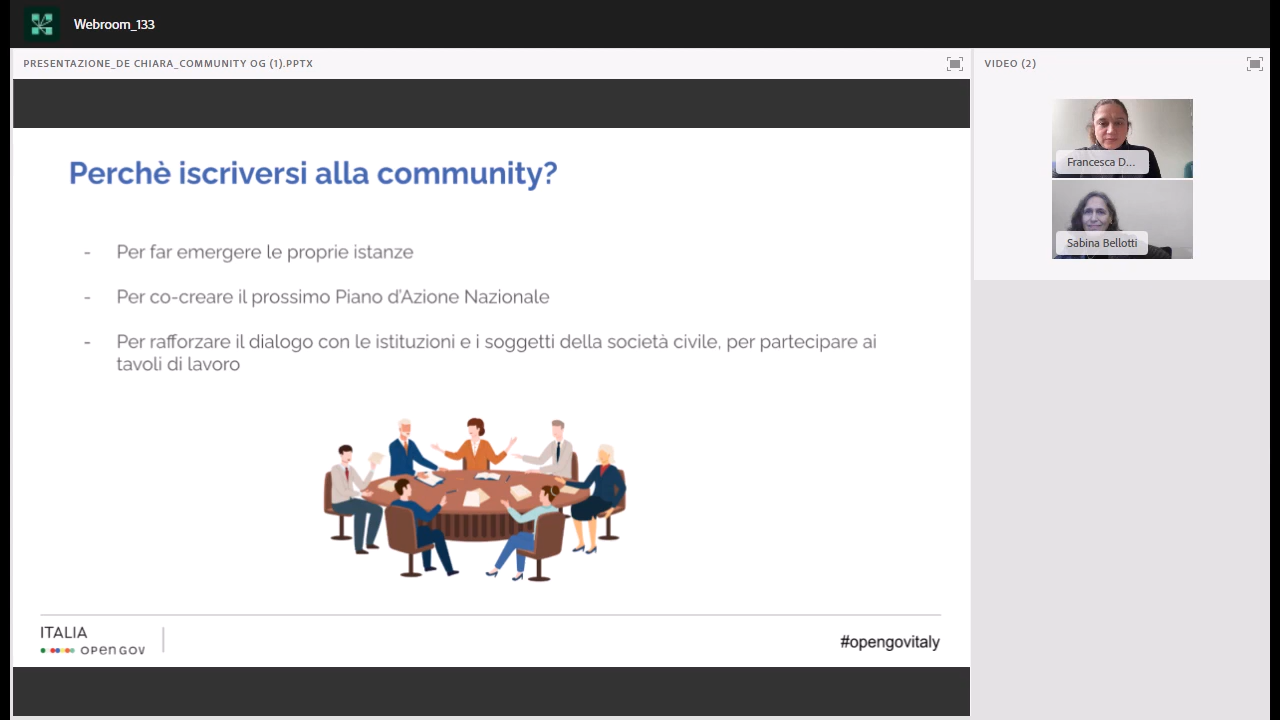 Webroom_133
PRESENTAZIONE_DE CHIARA_COMMUNITY OG (1).PPTX
VIDEO (2)
Perchè iscriversi alla community?
- Per far emergere le proprie istanze
- Per co-creare il prossimo Piano d'Azione Nazionale
- Per rafforzare il dialogo con le istituzioni e i soggetti della società civile, per partecipare ai
tavoli di lavoro
ITALIA
OPEN GOV
#opengovitaly
Francesca D...
Sabina Bellotti